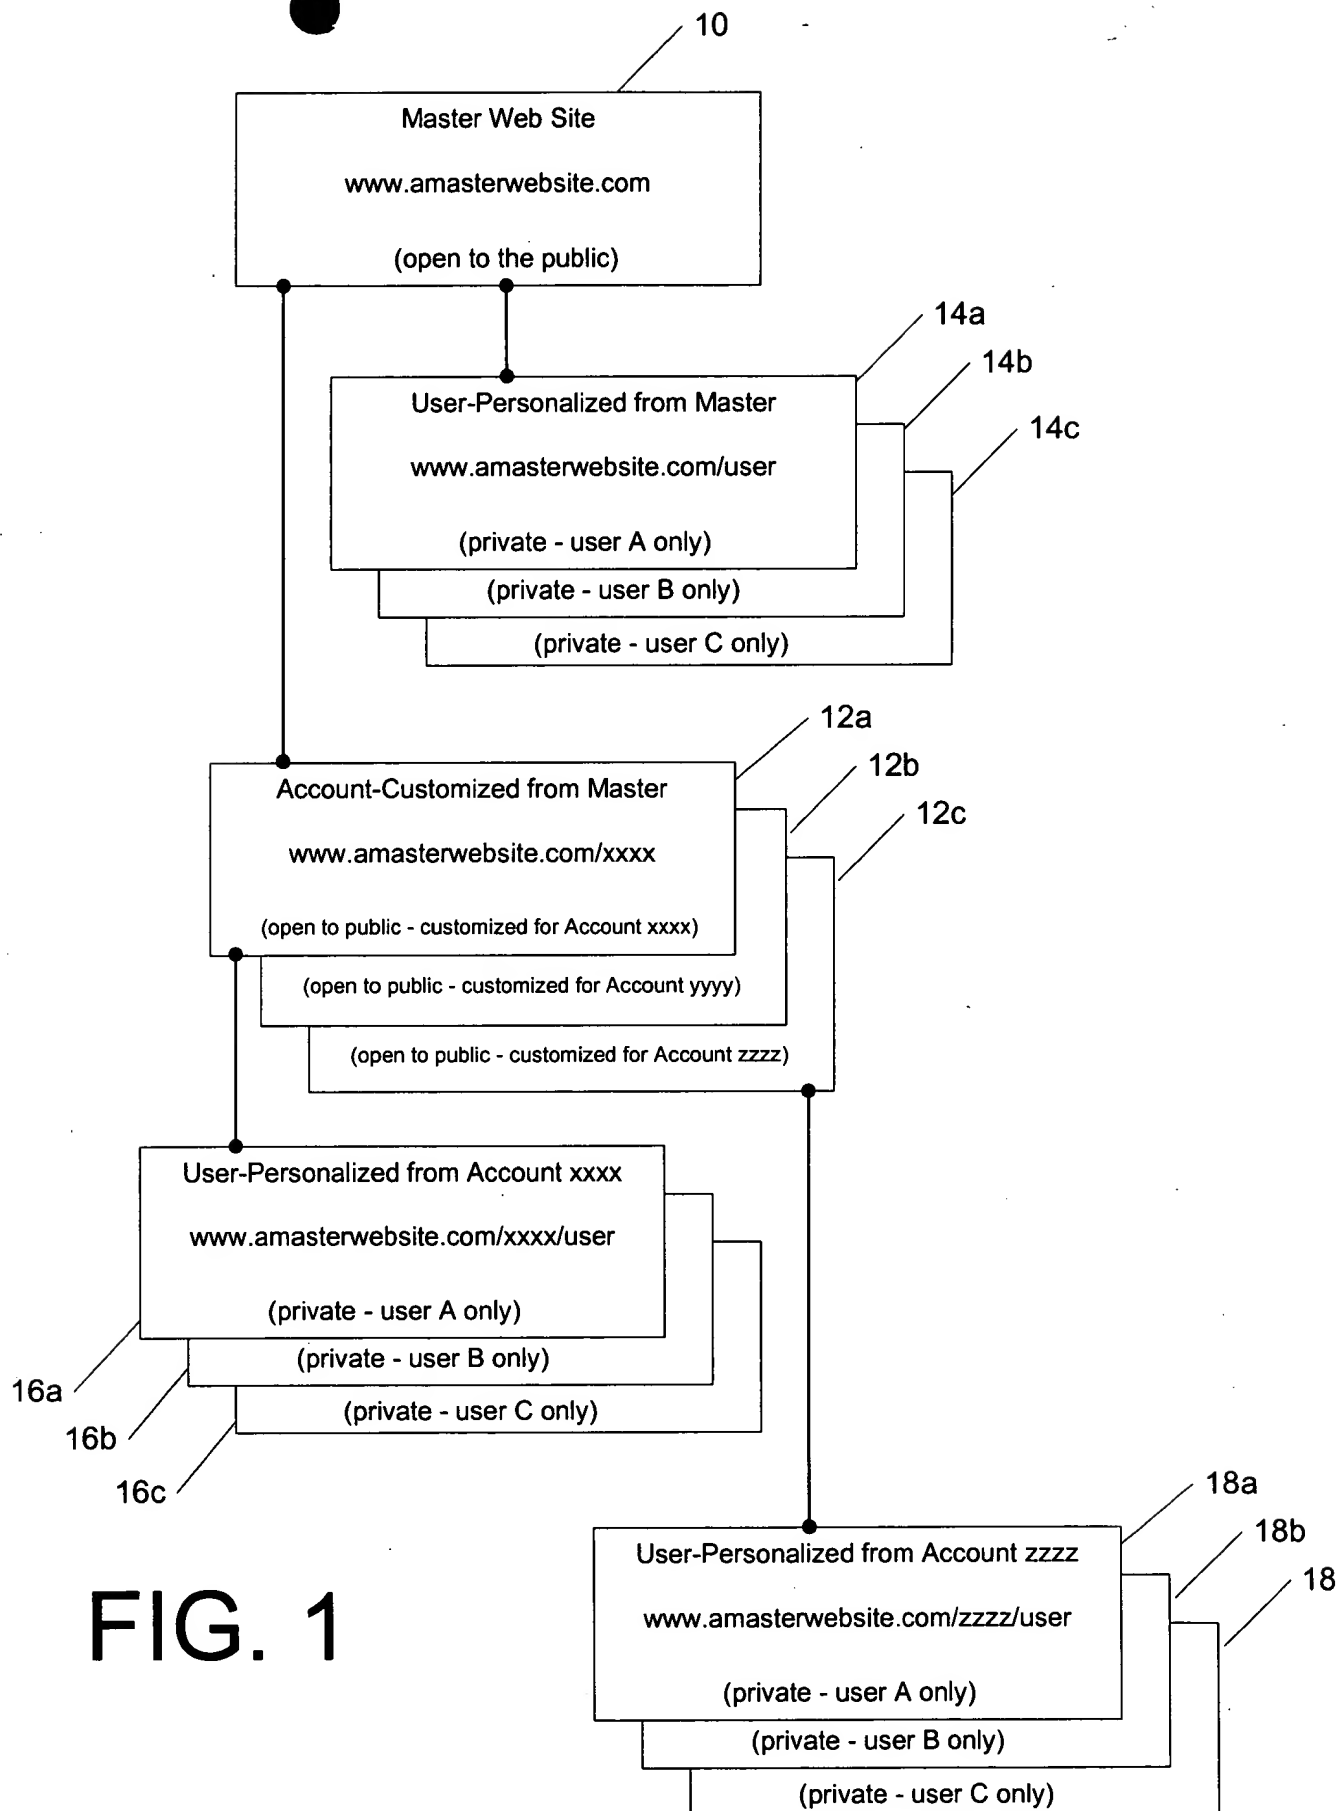 10
Master Web Site
www.amasterwebsite.com
(open to the public)
14a
14b
14c
User-Personalized from Master
www.amasterwebsite.com/user
(private - user A only)
(private - user B only)
(private - user C only)
12a
12b
12c
Account-Customized from Master
www.amasterwebsite.com/xxxx
(open to public - customized for Account xxxx)
(open to public - customized for Account yyyy)
(open to public - customized for Account zzzz)
User-Personalized from Account xxxx
www.amasterwebsite.com/xxxx/user
(private - user A only)
(private - user B only)
(private - user C only)
16a
16b
16c
18a
18b
18
User-Personalized from Account zzzz
www.amasterwebsite.com/zzzz/user
(private - user A only)
(private - user B only)
(private - user C only)
FIG. 1